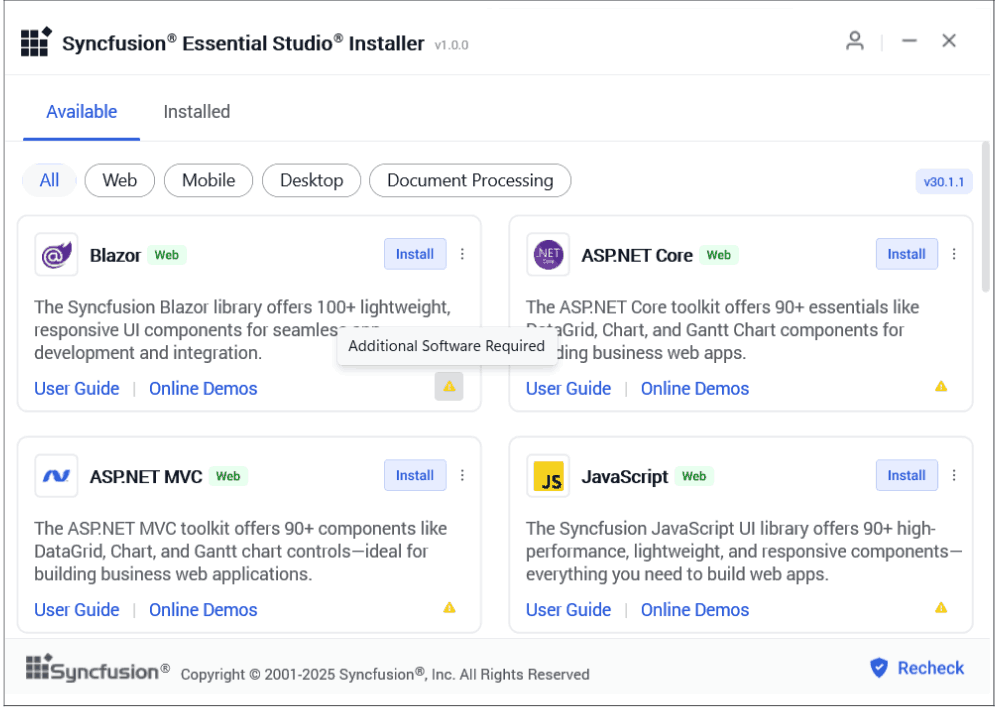 Syncfusion® Essential Studio® Installer v1.0.0
Available Installed
All Web Mobile Desktop Document Processing v30.1.1
Blazor Web Install
The Syncfusion Blazor library offers 100+ lightweight,
responsive UI components for seamless app
development and integration.
User Guide | Online Demos
Additional Software Required
.NET Core
ASP.NET Core Web Install
The ASP.NET Core toolkit offers 90+ essentials like
DataGrid, Chart, and Gantt Chart components for
ding business web apps.
User Guide | Online Demos
ASP.NET MVC Web Install
The ASP.NET MVC toolkit offers 90+ components like
DataGrid, Chart, and Gantt chart controls—ideal for
building business web applications.
User Guide | Online Demos
JS
JavaScript Web Install
The Syncfusion JavaScript UI library offers 90+ high-
performance, lightweight, and responsive components—
everything you need to build web apps.
User Guide | Online Demos
Syncfusion® Copyright © 2001-2025 Syncfusion®, Inc. All Rights Reserved
Recheck